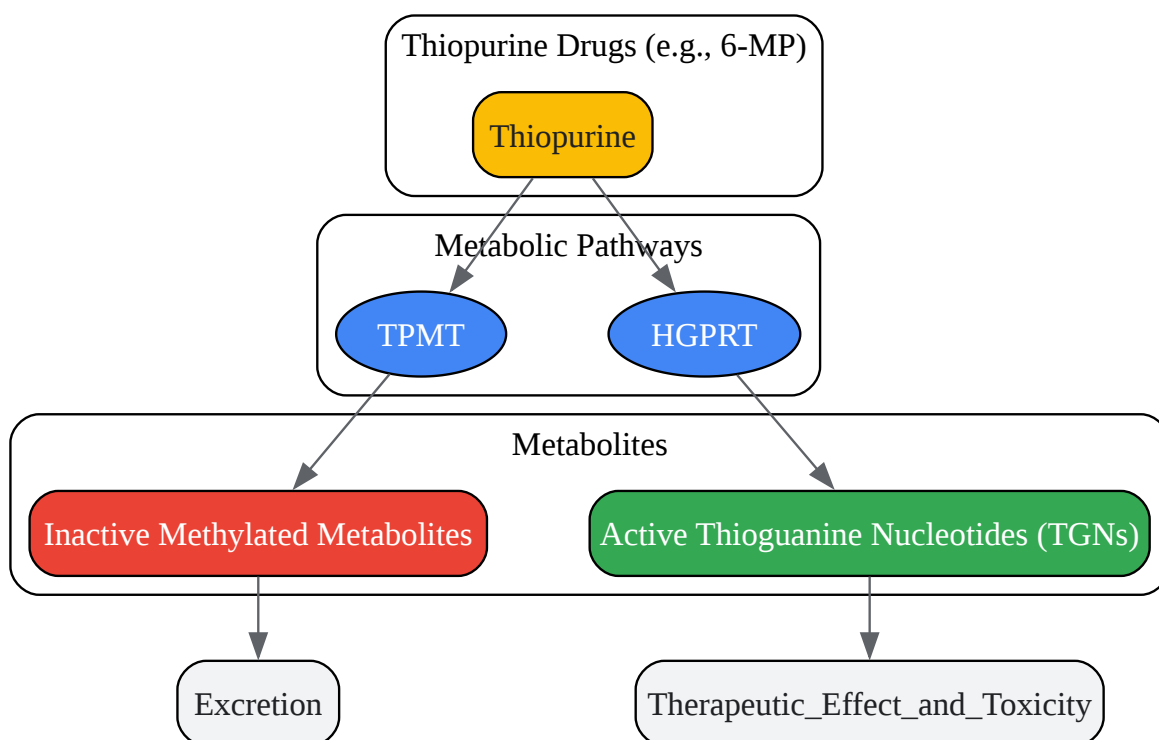 Thiopurine Drugs (e.g., 6-MP)
Thiopurine
Metabolic Pathways
TPMT
HGPRT
Metabolites
Inactive Methylated Metabolites
Active Thioguanine Nucleotides (TGNs)
Excretion
Therapeutic_Effect_and_Toxicity